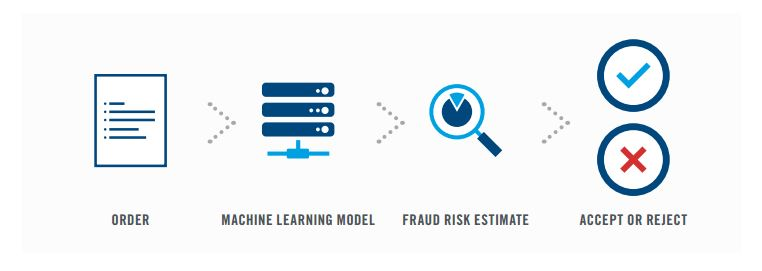 ORDER
MACHINE LEARNING MODEL
FRAUD RISK ESTIMATE
ACCEPT OR REJECT